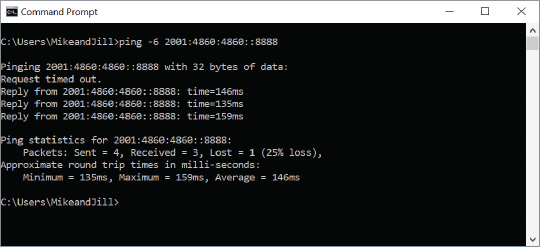 Command Prompt
C:\Users\MikeandJill>ping -6 2001:4860:4860::8888
Pinging 2001:4860:4860::8888 with 32 bytes of data:
Request timed out.
Reply from 2001:4860:4860::8888: time=146ms
Reply from 2001:4860:4860::8888: time=135ms
Reply from 2001:4860:4860::8888: time=159ms
Ping statistics for 2001:4860:4860::8888:
Packets: Sent = 4, Received = 3, Lost = 1 (25% loss),
Approximate round trip times in milli-seconds:
Minimum = 135ms, Maximum = 159ms, Average = 146ms
C:\Users\MikeandJill>